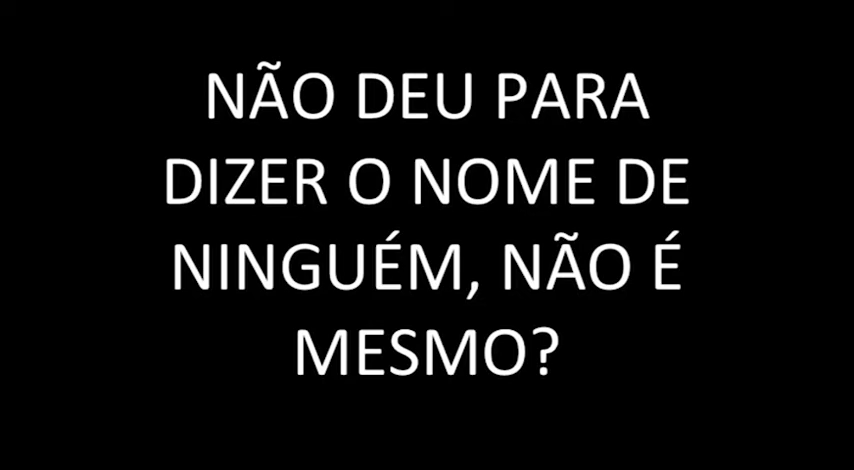 NÃO DEU PARA
DIZER O NOME DE
NINGUÉM, NÃO É
MESMO?